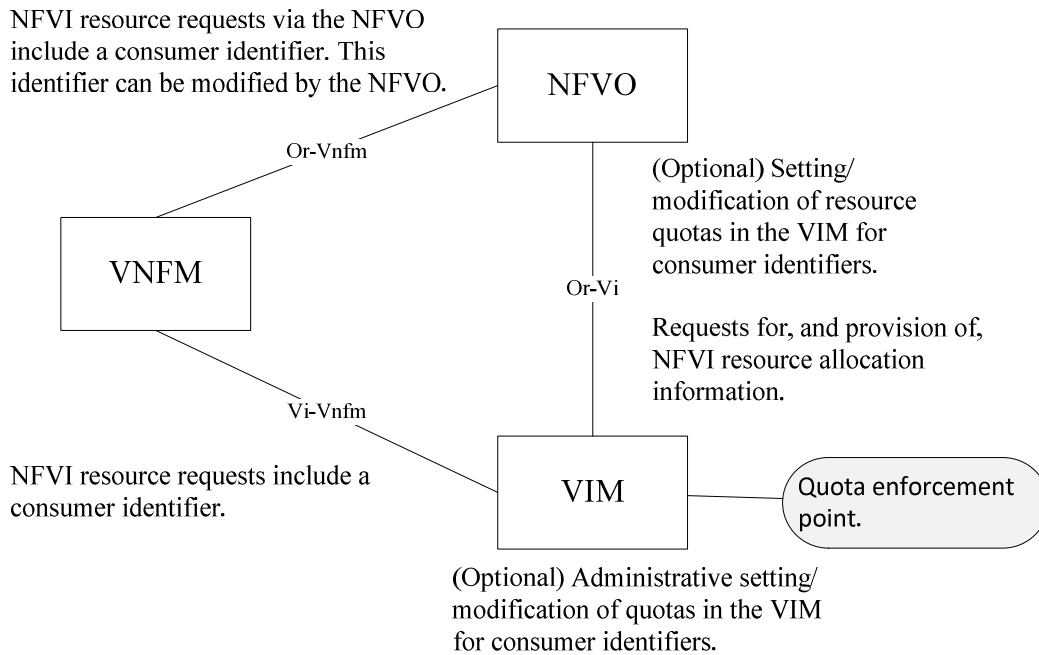 NFVI resource requests via the NFVO
include a consumer identifier. This
identifier can be modified by the NFVO.
NFVO
Or-Vnfm
(Optional) Setting/
modification of resource
quotas in the VIM for
consumer identifiers.
VNFM
Or-Vi
Requests for, and provision of,
NFVI resource allocation
information.
Vi-Vnfm
NFVI resource requests include a
consumer identifier.
VIM
Quota enforcement
point.
(Optional) Administrative setting/
modification of quotas in the VIM
for consumer identifiers.